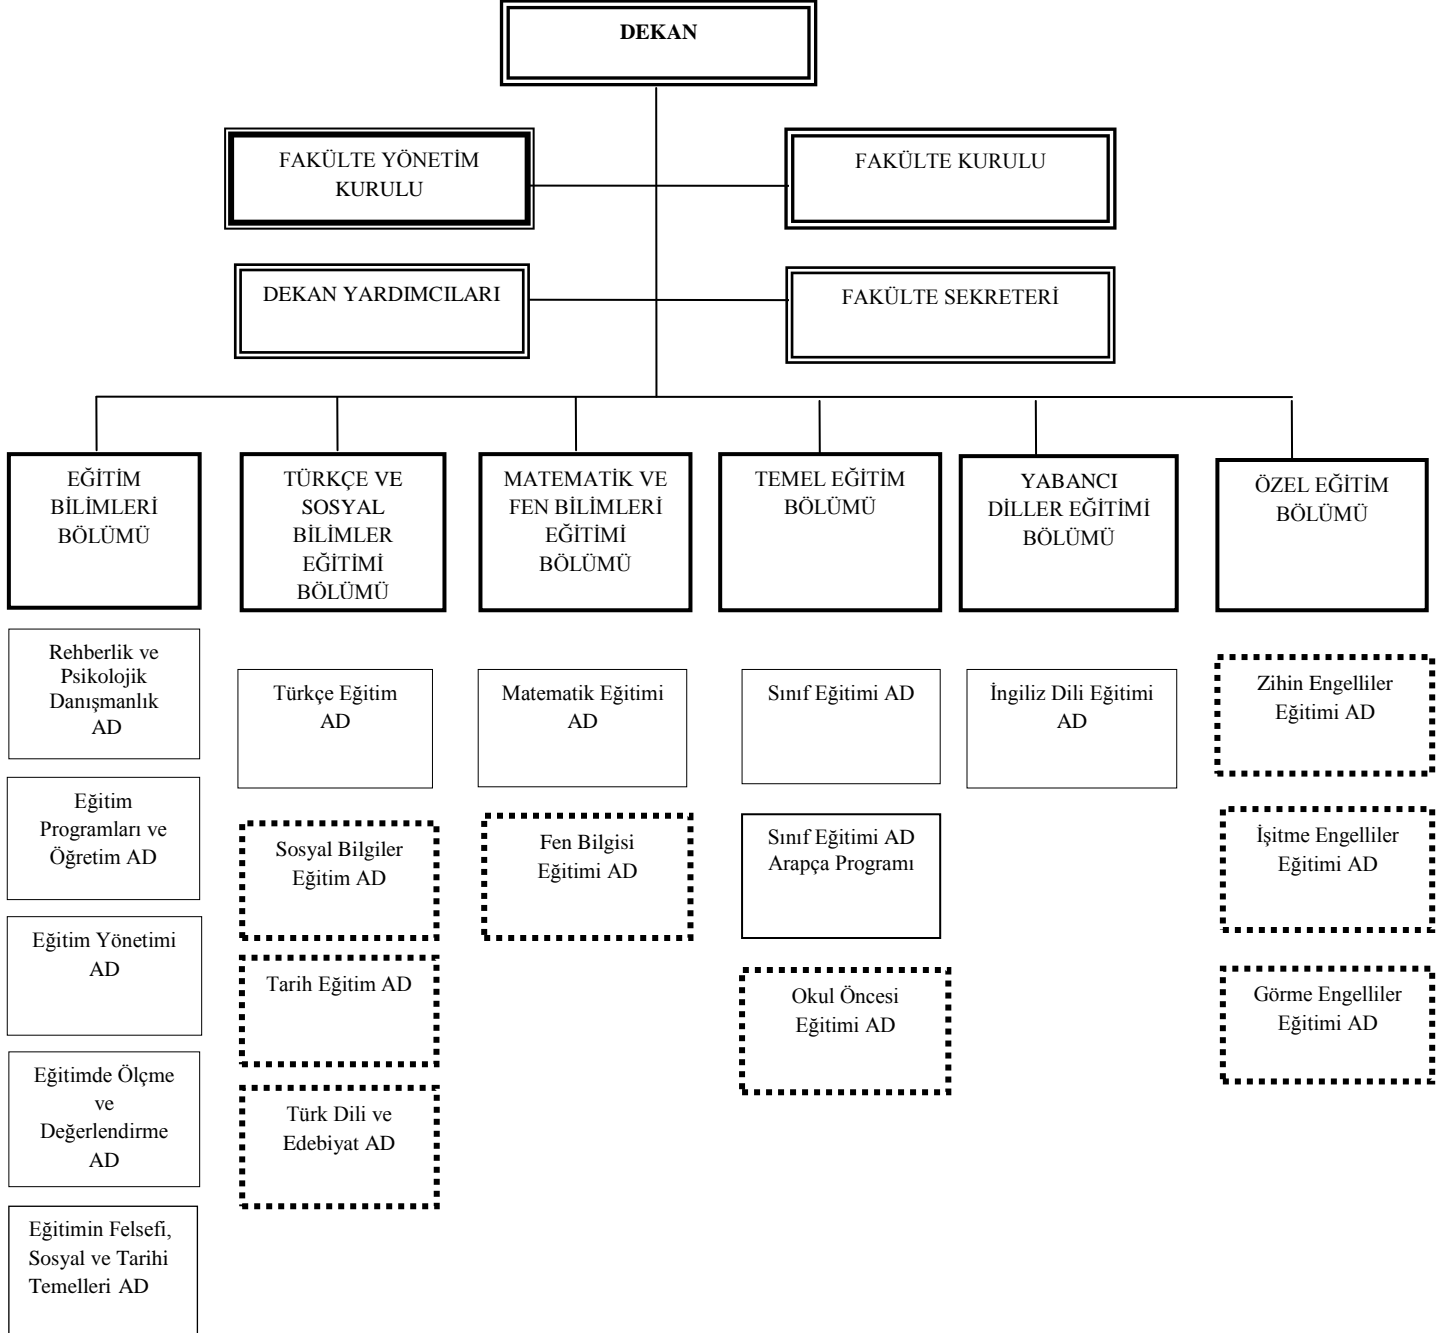 DEKAN
FAKÜLTE YÖNETİM
KURULU
FAKÜLTE KURULU
DEKAN YARDIMCILARI
FAKÜLTE SEKRETERİ
EĞİTİM
BİLİMLERİ
BÖLÜMÜ
TÜRKÇE VE
SOSYAL
BİLİMLER
EĞİTİMİ
BÖLÜMÜ
MATEMATİK VE
FEN BİLİMLERİ
EĞİTİMİ
BÖLÜMÜ
TEMEL EĞİTİM
BÖLÜMÜ
YABANCI
DİLLER EĞİTİMİ
BÖLÜMÜ
ÖZEL EĞİTİM
BÖLÜMÜ
Rehberlik ve
Psikolojik
Danışmanlık
AD
Eğitim
Programları ve
Öğretim AD
Eğitim Yönetimi
AD
Eğitimde Ölçme
ve
Değerlendirme
AD
Eğitimin Felsefi,
Sosyal ve Tarihi
Temelleri AD
Türkçe Eğitim
AD
Sosyal Bilgiler
Eğitim AD
Tarih Eğitim AD
Türk Dili ve
Edebiyat AD
Matematik Eğitimi
AD
Fen Bilgisi
Eğitimi AD
Sınıf Eğitimi AD
Sınıf Eğitimi AD
Arapça Programı
Okul Öncesi
Eğitimi AD
İngiliz Dili Eğitimi
AD
Zihin Engelliler
Eğitimi AD
İşitme Engelliler
Eğitimi AD
Görme Engelliler
Eğitimi AD